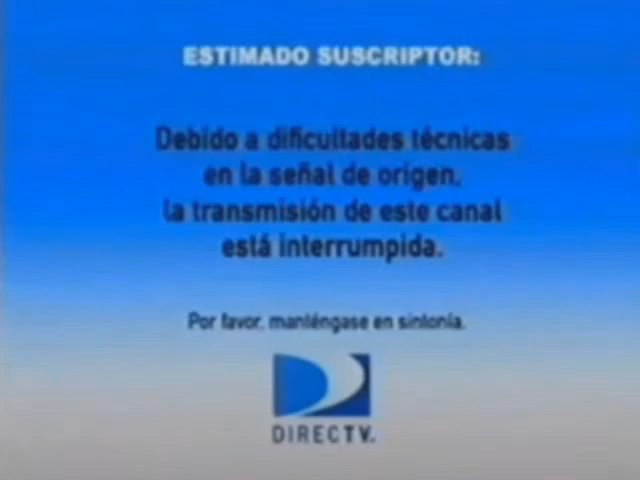 ESTIMADO SUSCRIPTOR:
Debido a dificultades técnicas
en la señal de origen,
la transmisión de este canal
está interrumpida.
Por favor, manténgase en sintonía.
DIRECTV.